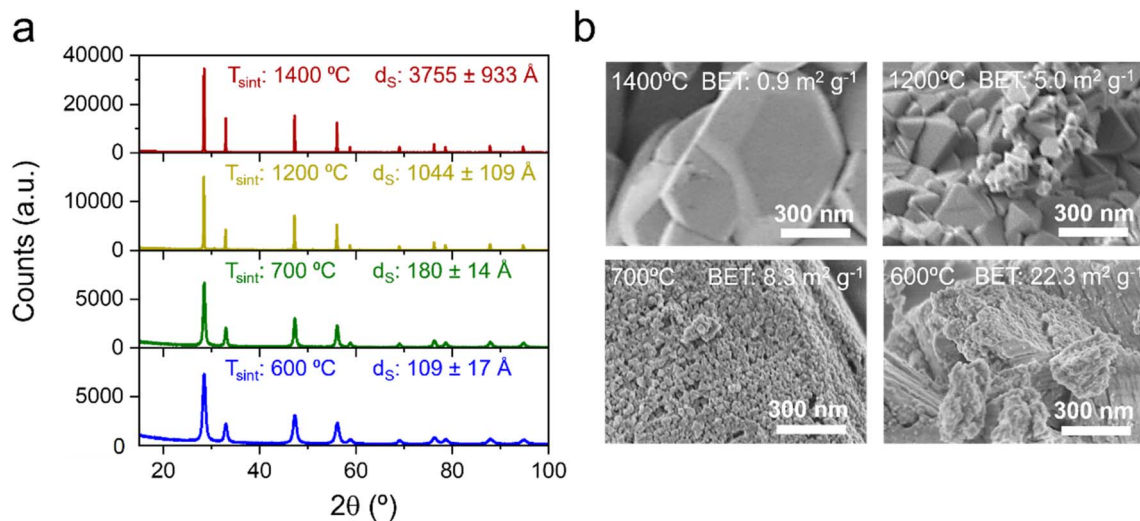 a
b
40000
20000
0
10000
0
5000
0
5000
0
Counts (a.u.)
T_sint: 1400 ºC d_S: 3755 ± 933 Å
T_sint: 1200 ºC d_S: 1044 ± 109 Å
T_sint: 700 ºC d_S: 180 ± 14 Å
T_sint: 600 ºC d_S: 109 ± 17 Å
20 40 60 80 100
2θ (º)
1400ºC BET: 0.9 m² g⁻¹
300 nm
1200ºC BET: 5.0 m² g⁻¹
300 nm
700ºC BET: 8.3 m² g⁻¹
300 nm
600ºC BET: 22.3 m² g⁻¹
300 nm